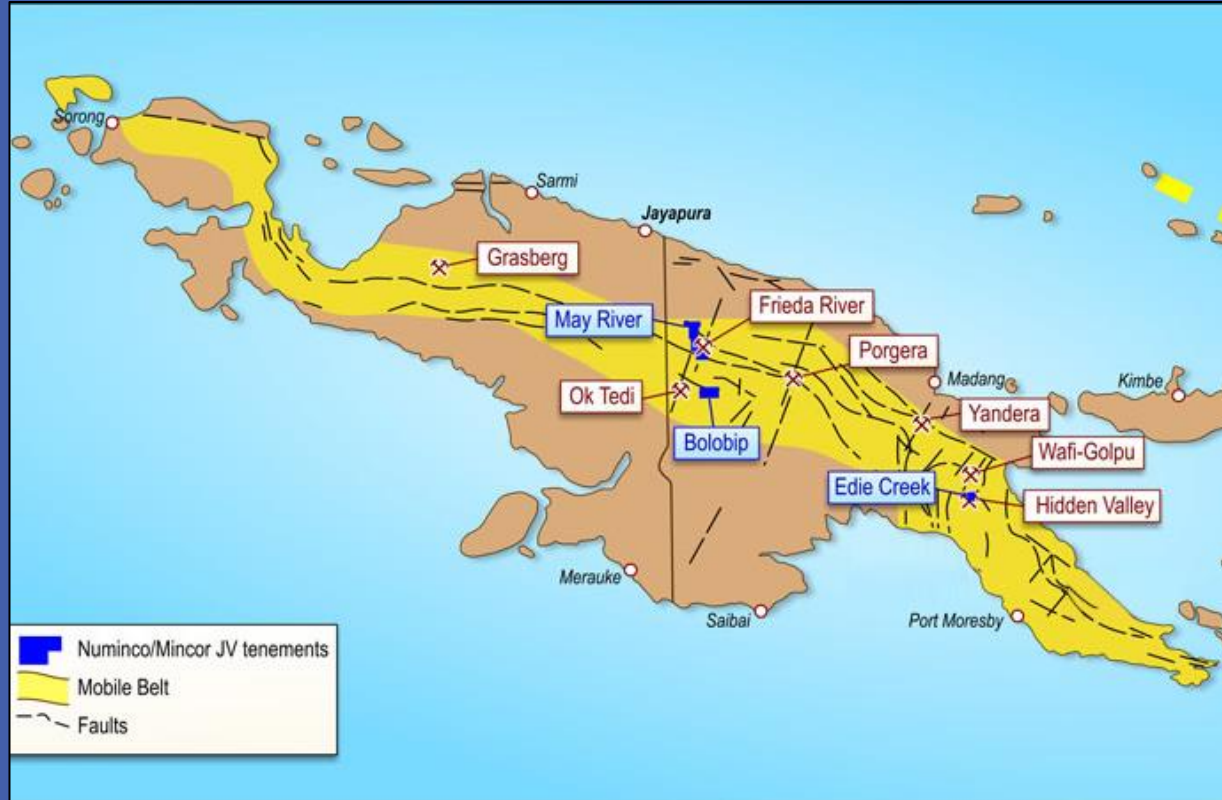 Sorong
Sarmi
Jayapura
Grasberg
Frieda River
May River
Porgera
Madang
Kimbe
Ok Tedi
Yandera
Bolobip
Wafi-Golpu
Edie Creek
Hidden Valley
Merauke
Saibai
Port Moresby
Numinco/Mincor JV tenements
Mobile Belt
Faults